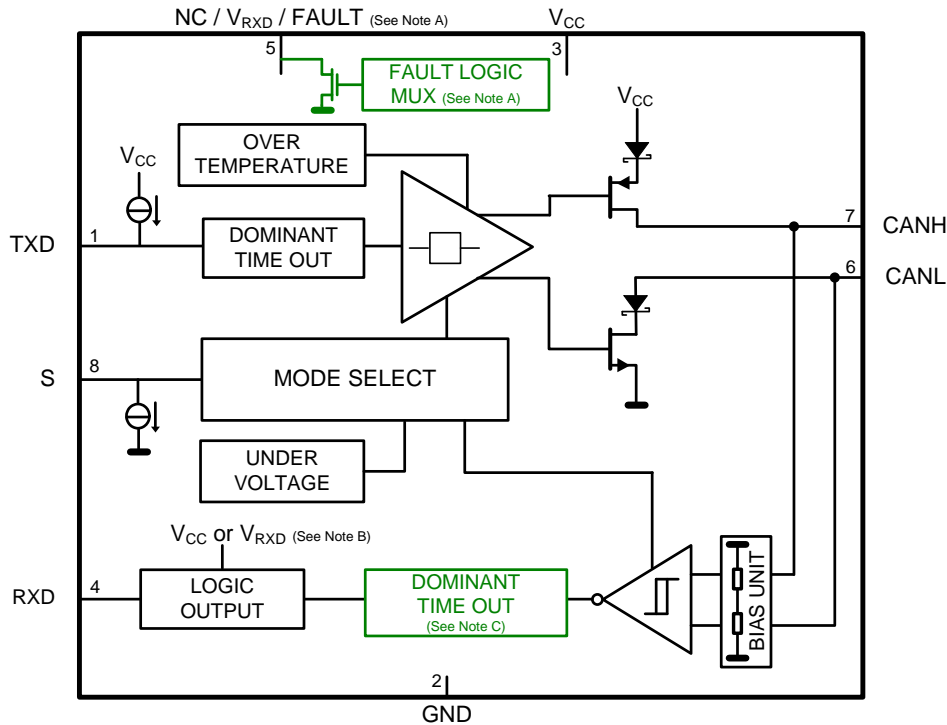 NC / VRXD / FAULT (See Note A)
VCC
5
3
FAULT LOGIC
MUX (See Note A)
VCC
OVER
TEMPERATURE
VCC
TXD
1
DOMINANT
TIME OUT
7
CANH
6
CANL
S
8
MODE SELECT
UNDER
VOLTAGE
VCC or VRXD (See Note B)
RXD
4
LOGIC
OUTPUT
DOMINANT
TIME OUT
(See Note C)
BIAS UNIT
2
GND